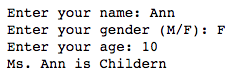 Enter your name: Ann
Enter your gender (M/F): F
Enter your age: 10
Ms. Ann is Childern